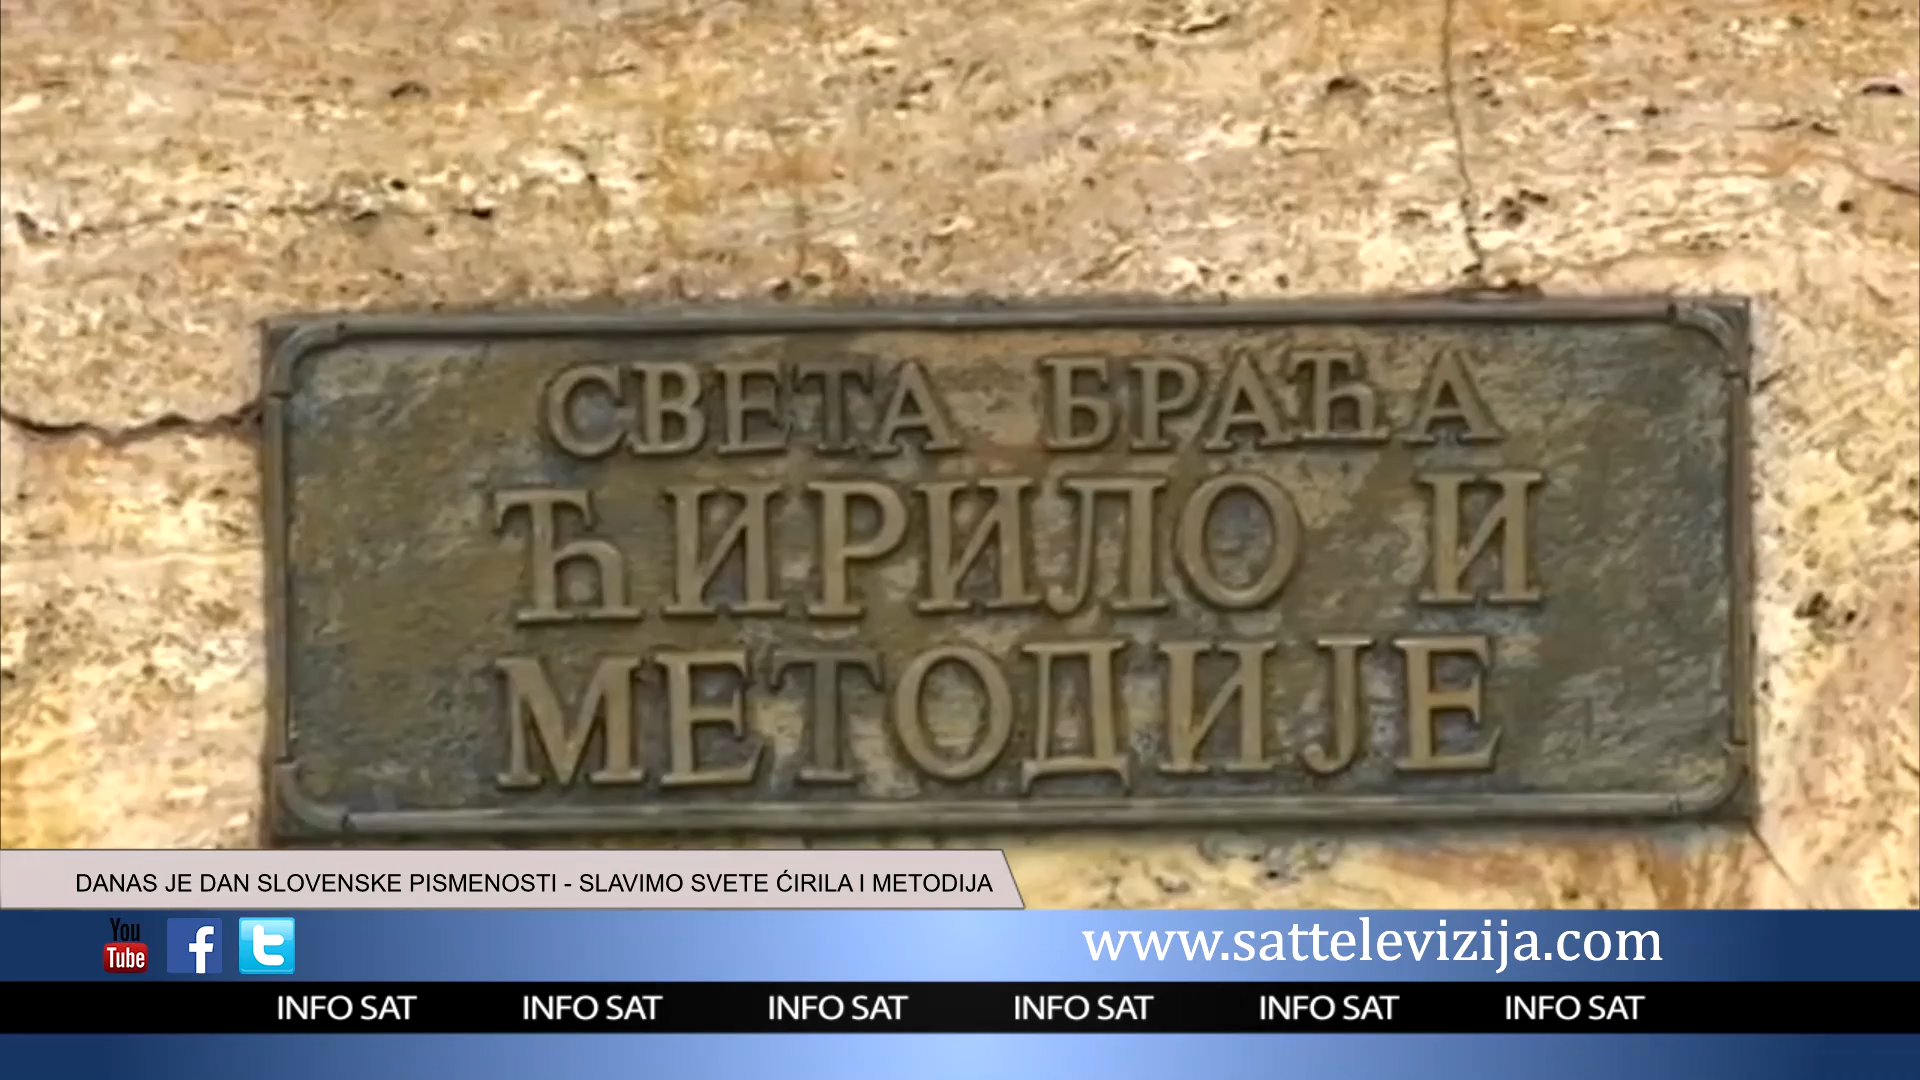 СВЕТА БРАЋА
ЋИРИЛО И
МЕТОДИЈЕ
DANAS JE DAN SLOVENSKE PISMENOSTI - SLAVIMO SVETE ĆIRILA I METODIJA
You Tube f t www.sattelevizija.com
INFO SAT INFO SAT INFO SAT INFO SAT INFO SAT INFO SAT